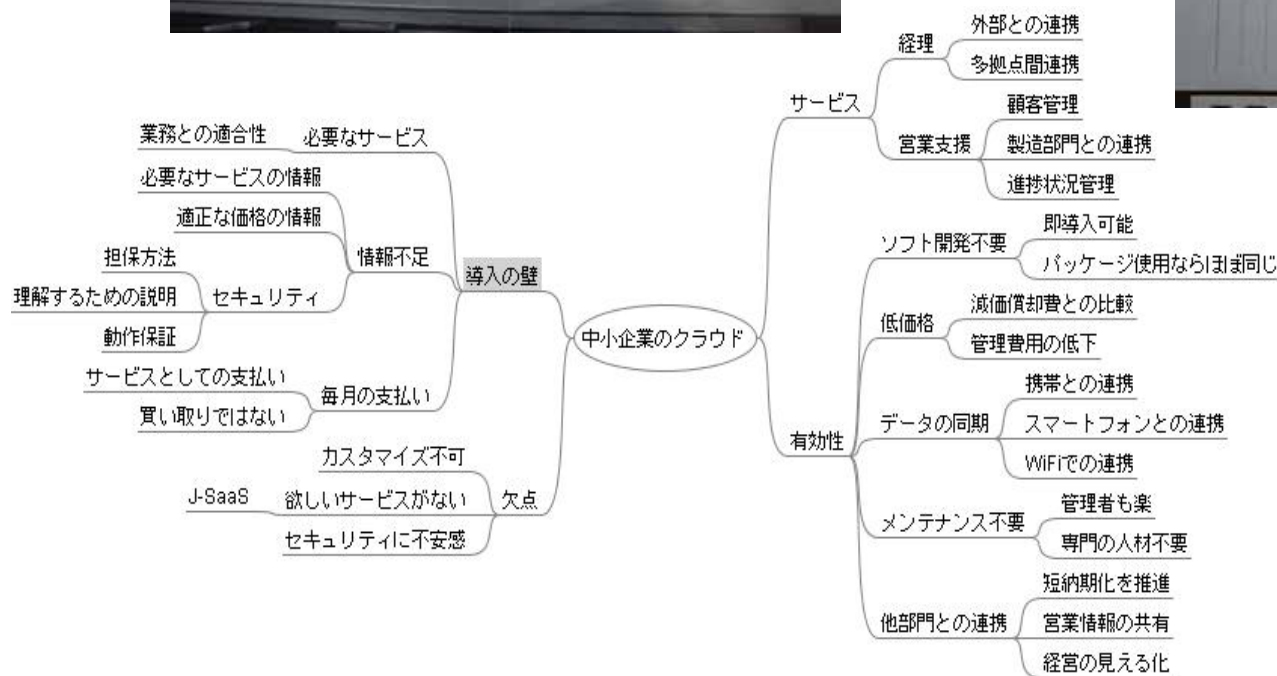 中小企業のクラウド
サービス
経理
外部との連携
多拠点間連携
営業支援
顧客管理
製造部門との連携
進捗状況管理
有効性
ソフト開発不要
即導入可能
パッケージ使用ならほぼ同じ
低価格
減価償却費との比較
管理費用の低下
データの同期
携帯との連携
スマートフォンとの連携
WiFiでの連携
メンテナンス不要
管理者も楽
専門の人材不要
他部門との連携
短納期化を推進
営業情報の共有
経営の見える化
導入の壁
必要なサービス
業務との適合性
情報不足
必要なサービスの情報
適正な価格の情報
セキュリティ
担保方法
理解するための説明
動作保証
毎月の支払い
サービスとしての支払い
買い取りではない
欠点
カスタマイズ不可
欲しいサービスがない
J-SaaS
セキュリティに不安感